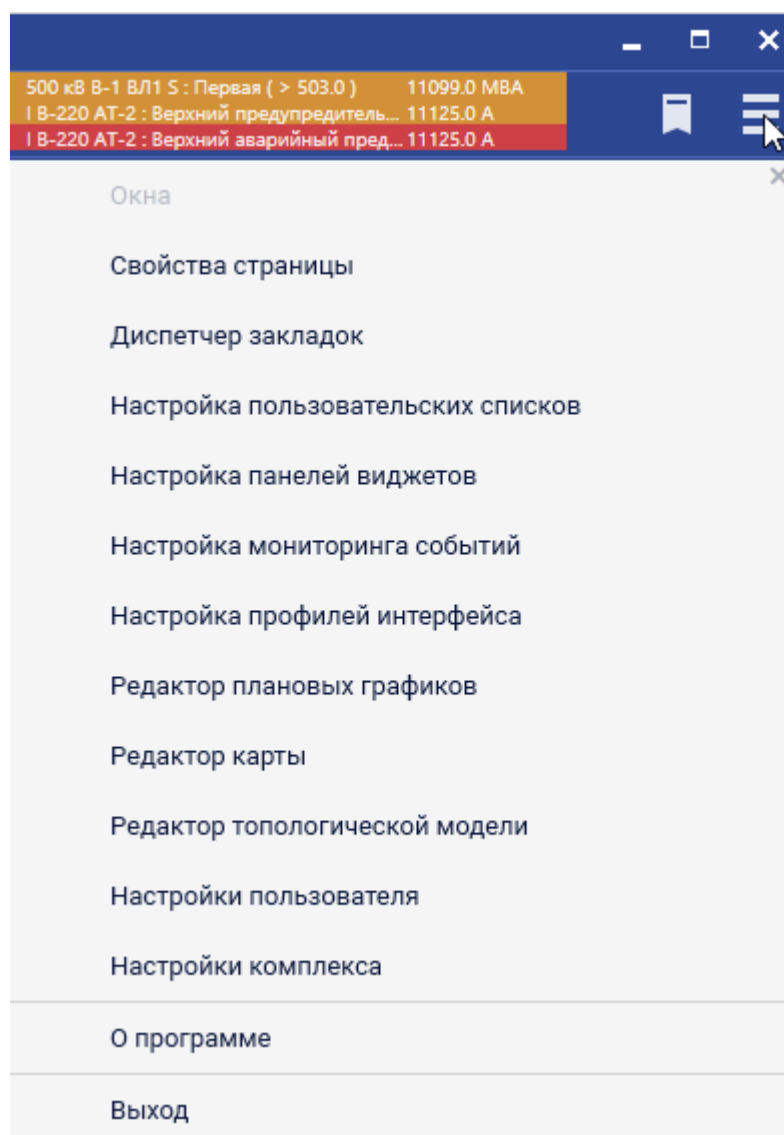 500 кВ В-1 ВЛ1 S : Первая ( > 503.0 ) 11099.0 МВА
I В-220 АТ-2 : Верхний предупредитель... 11125.0 А
I В-220 АТ-2 : Верхний аварийный пред... 11125.0 А
Окна
Свойства страницы
Диспетчер закладок
Настройка пользовательских списков
Настройка панелей виджетов
Настройка мониторинга событий
Настройка профилей интерфейса
Редактор плановых графиков
Редактор карты
Редактор топологической модели
Настройки пользователя
Настройки комплекса
О программе
Выход